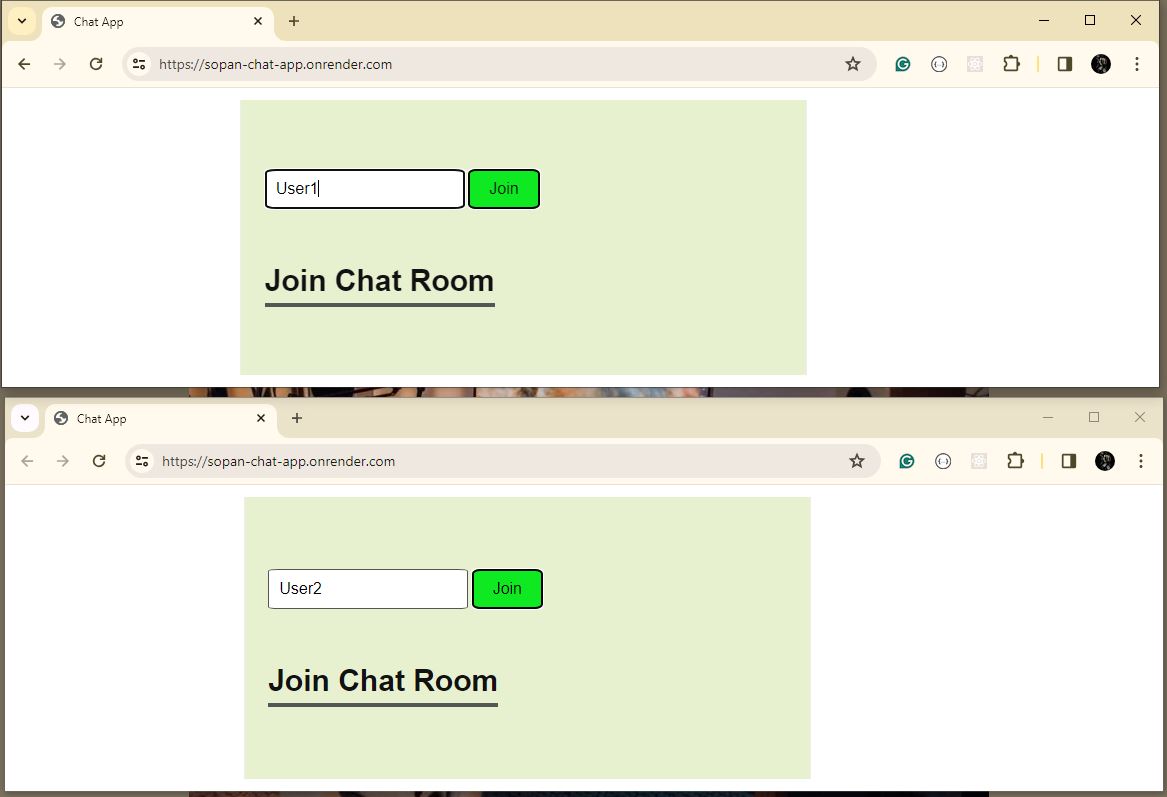 Chat App
https://sopan-chat-app.onrender.com
User1 Join
Join Chat Room
Chat App
https://sopan-chat-app.onrender.com
User2 Join
Join Chat Room